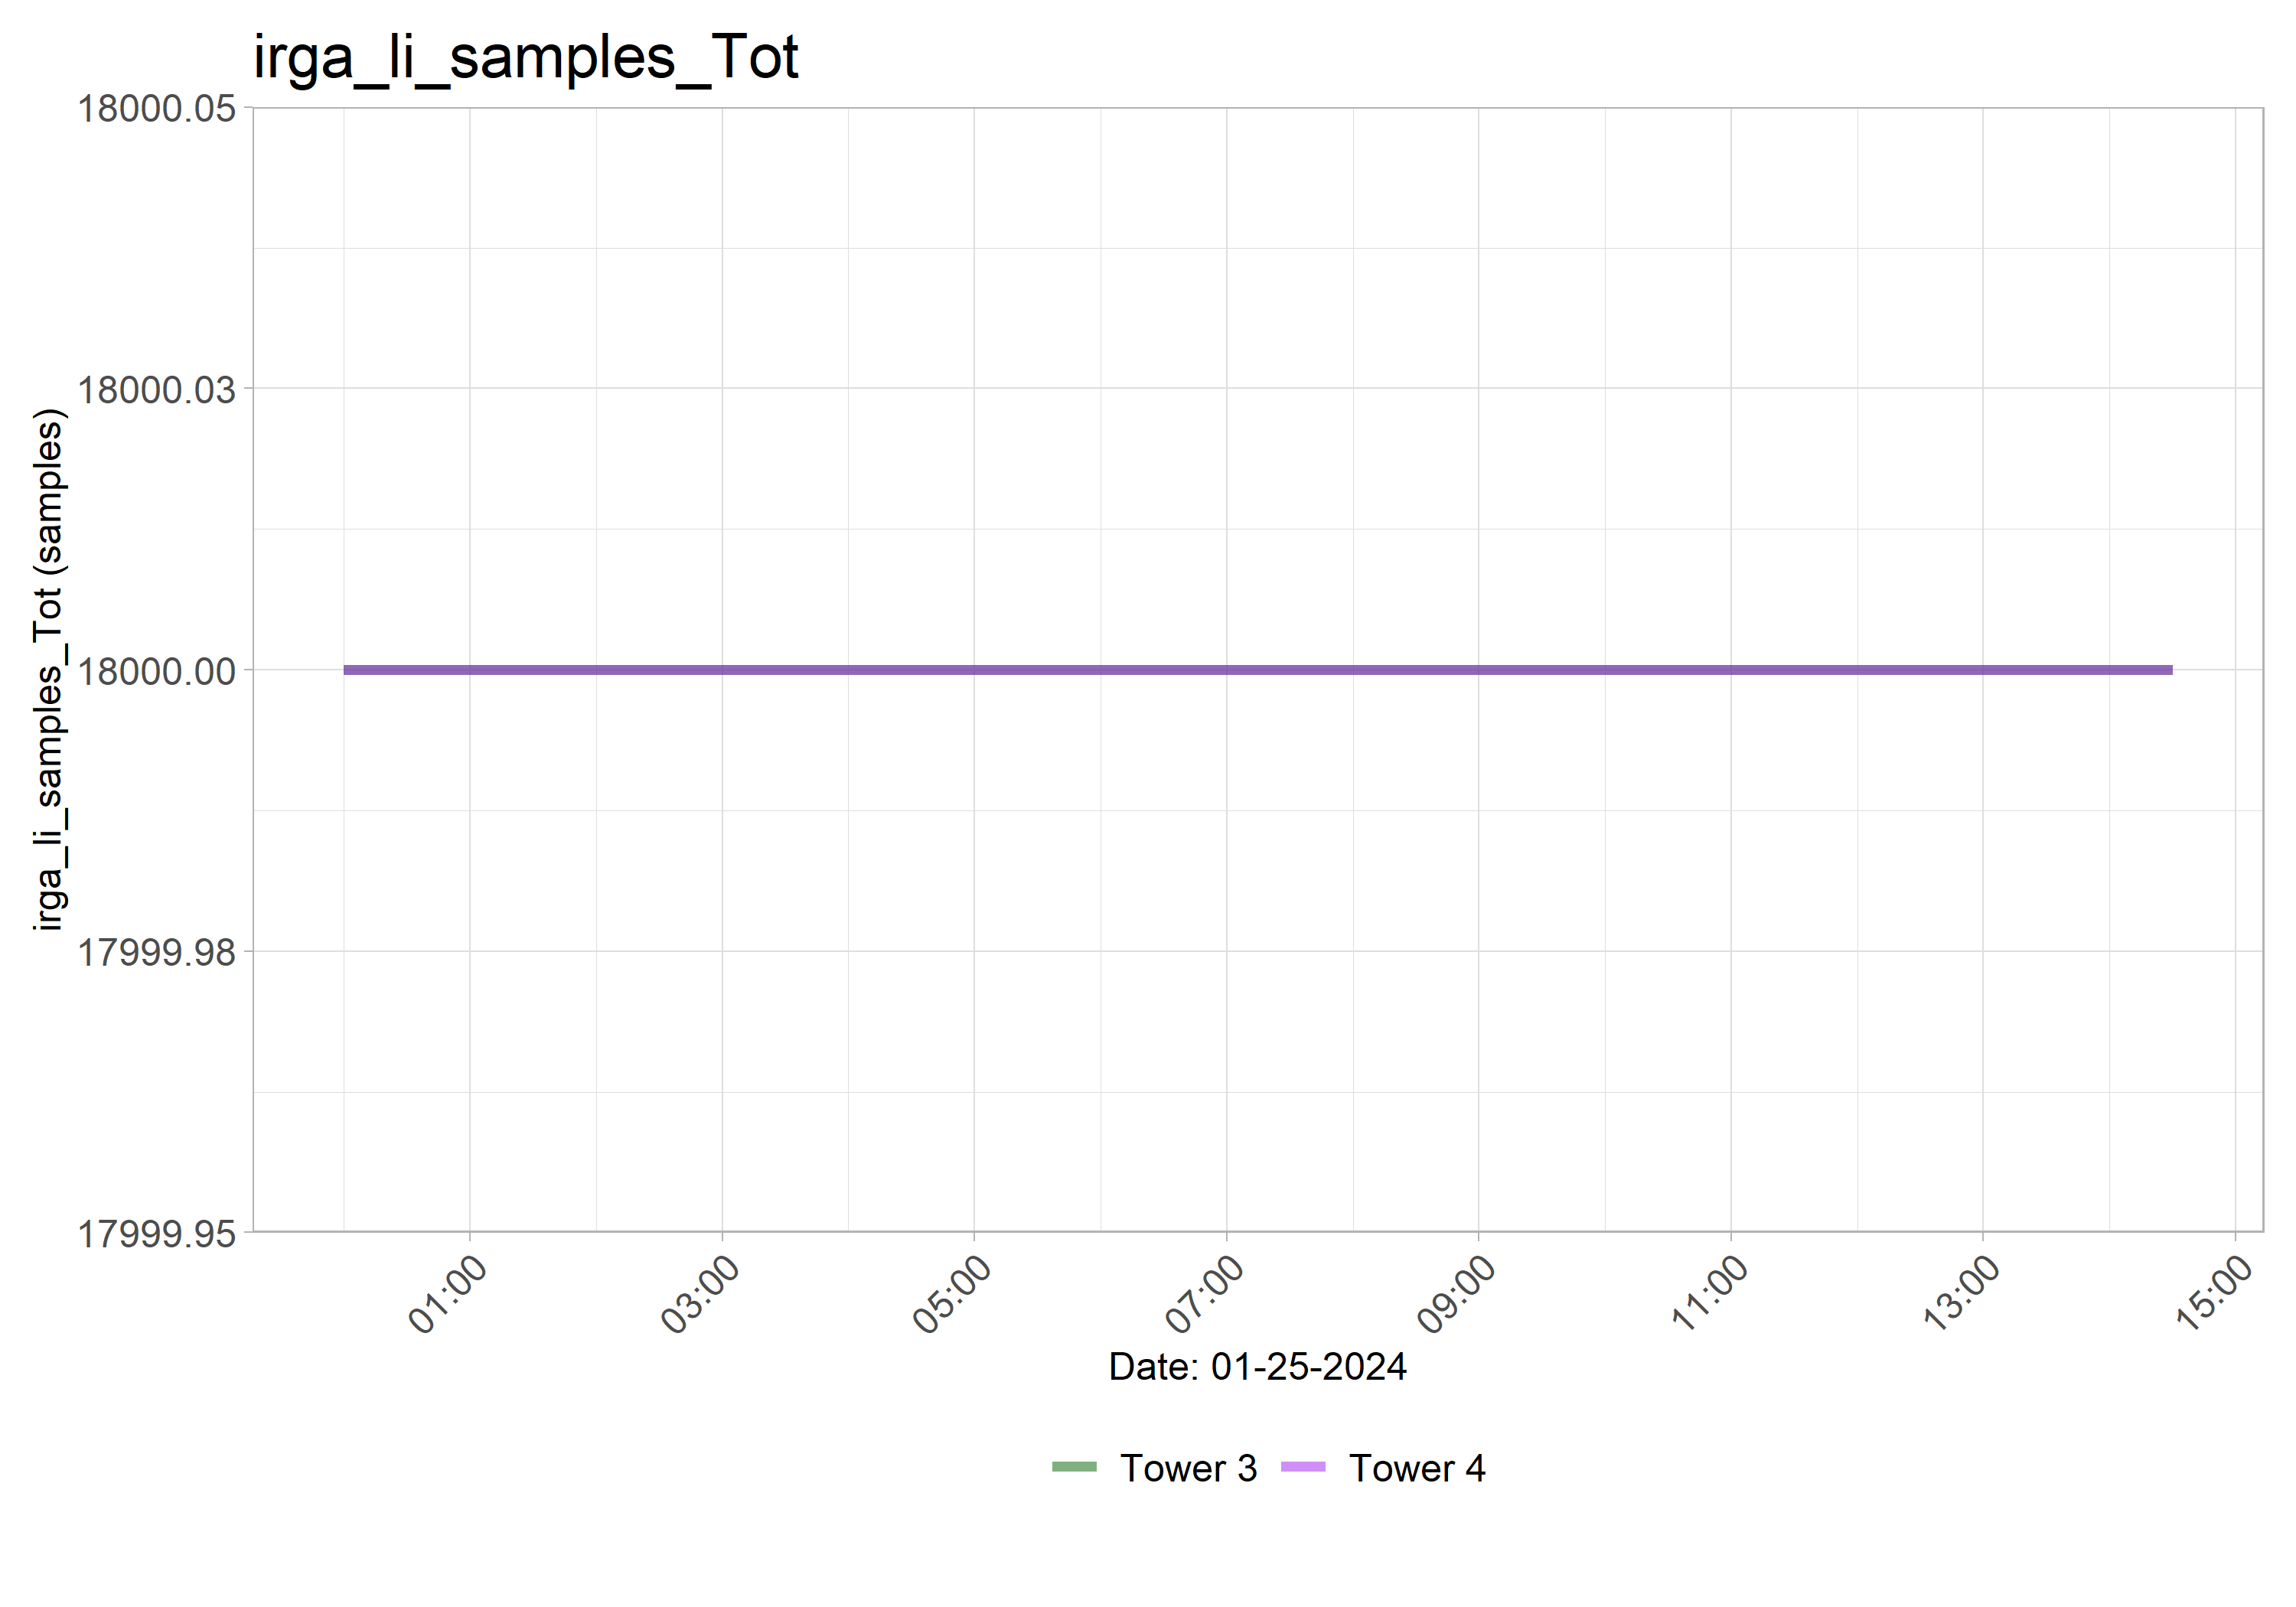 irga_li_samples_Tot
18000.05
18000.03
18000.00
17999.98
17999.95
irga_li_samples_Tot (samples)
01:00
03:00
05:00
07:00
09:00
11:00
13:00
15:00
Date: 01-25-2024
Tower 3
Tower 4